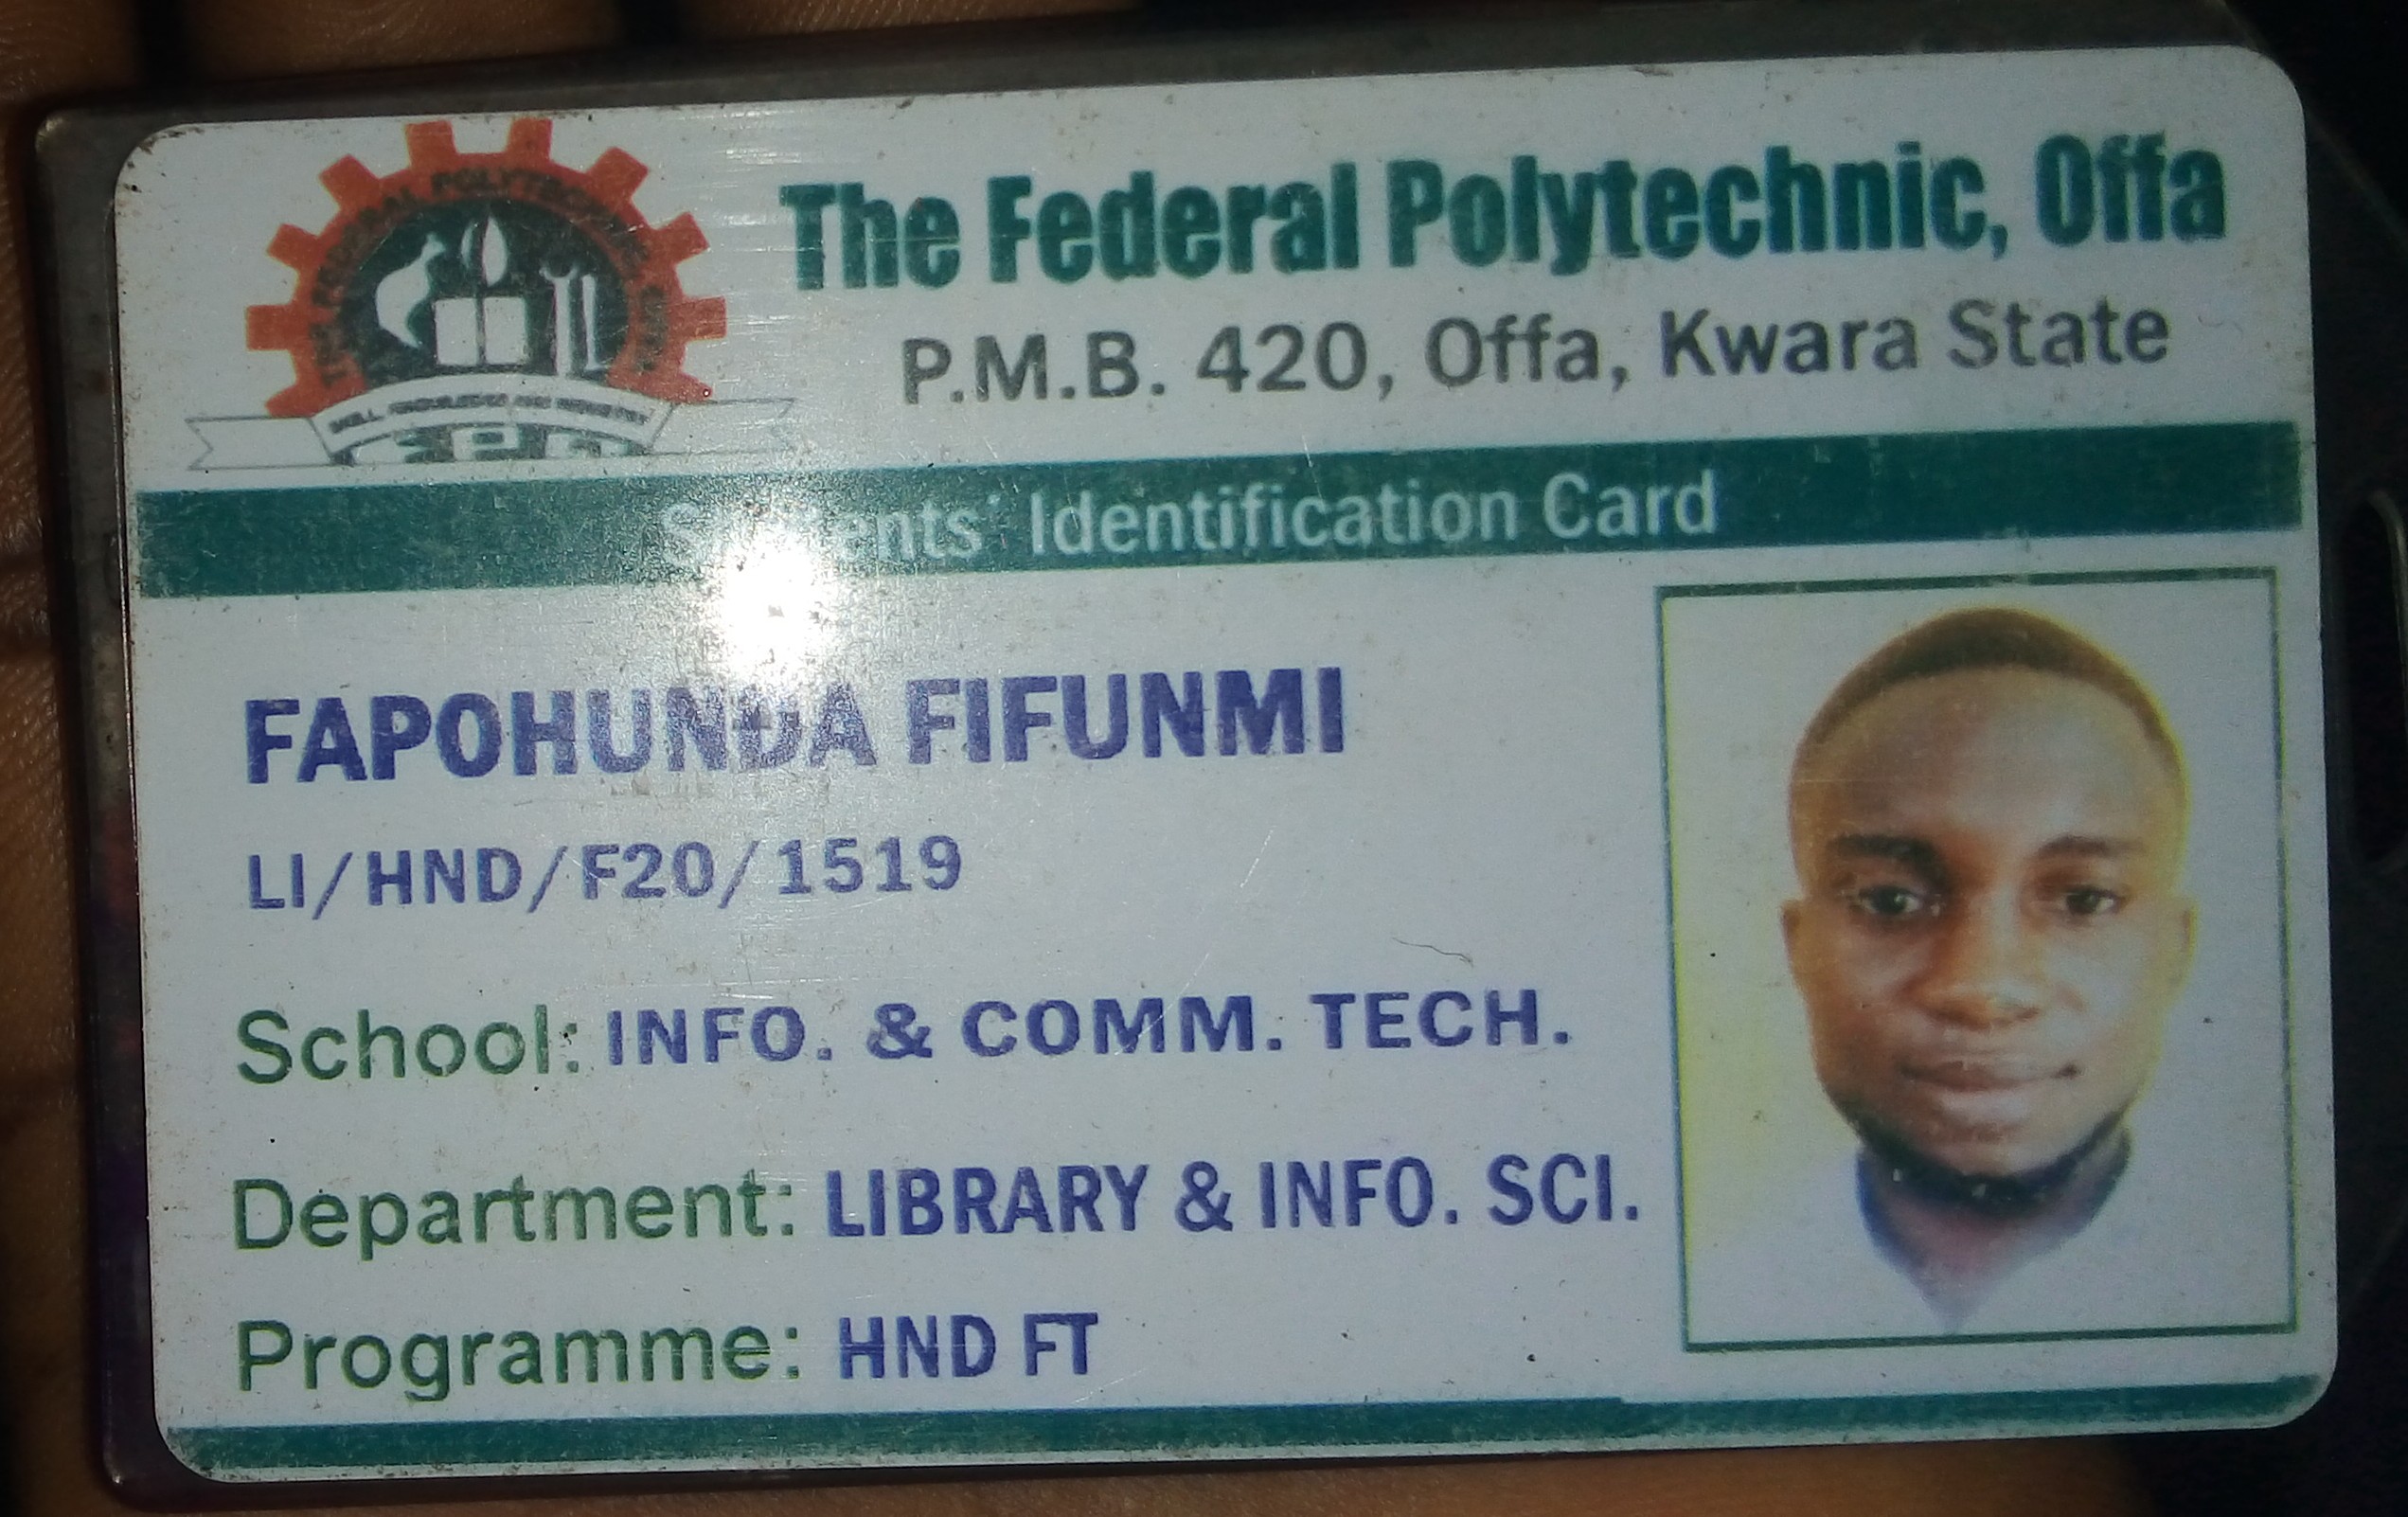 The Federal Polytechnic, Offa
P.M.B. 420, Offa, Kwara State
Students' Identification Card
FAPOHUNDA FIFUNMI
LI/HND/F20/1519
School: INFO. & COMM. TECH.
Department: LIBRARY & INFO. SCI.
Programme: HND FT
THE FEDERAL POLYTECHNIC, OFFA
SKILL, KNOWLEDGE AND INDUSTRY